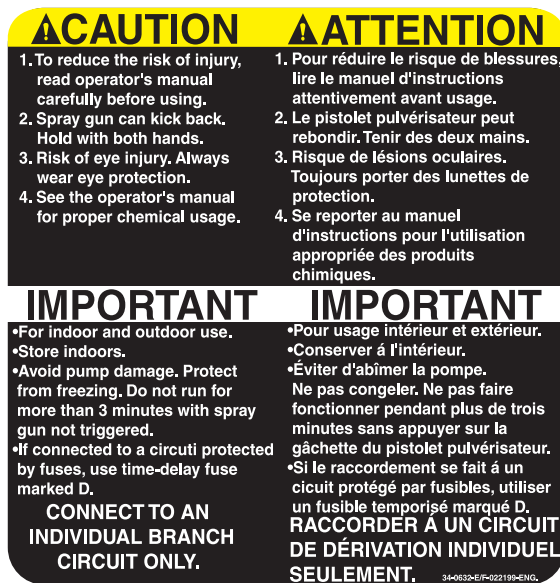 CAUTION
1. To reduce the risk of injury,
read operator's manual
carefully before using.
2. Spray gun can kick back.
Hold with both hands.
3. Risk of eye injury. Always
wear eye protection.
4. See the operator's manual
for proper chemical usage.
ATTENTION
1. Pour réduire le risque de blessures,
lire le manuel d'instructions
attentivement avant usage.
2. Le pistolet pulvérisateur peut
rebondir. Tenir des deux mains.
3. Risque de lésions oculaires.
Toujours porter des lunettes de
protection.
4. Se reporter au manuel
d'instructions pour l'utilisation
appropriée des produits
chimiques.
IMPORTANT
•For indoor and outdoor use.
•Store indoors.
•Avoid pump damage. Protect
from freezing. Do not run for
more than 3 minutes with spray
gun not triggered.
•If connected to a circuti protected
by fuses, use time-delay fuse
marked D.
CONNECT TO AN
INDIVIDUAL BRANCH
CIRCUIT ONLY.
IMPORTANT
•Pour usage intérieur et extérieur.
•Conserver á l'intérieur.
•Éviter d'abîmer la pompe.
Ne pas congeler. Ne pas faire
fonctionner pendant plus de trois
minutes sans appuyer sur la
gâchette du pistolet pulvérisateur.
•Si le raccordement se fait á un
cicuit protégé par fusibles, utiliser
un fusible temporisé marqué D.
RACCORDER Á UN CIRCUIT
DE DÉRIVATION INDIVIDUEL
SEULEMENT.
34-0632-E/F-022199-ENG.